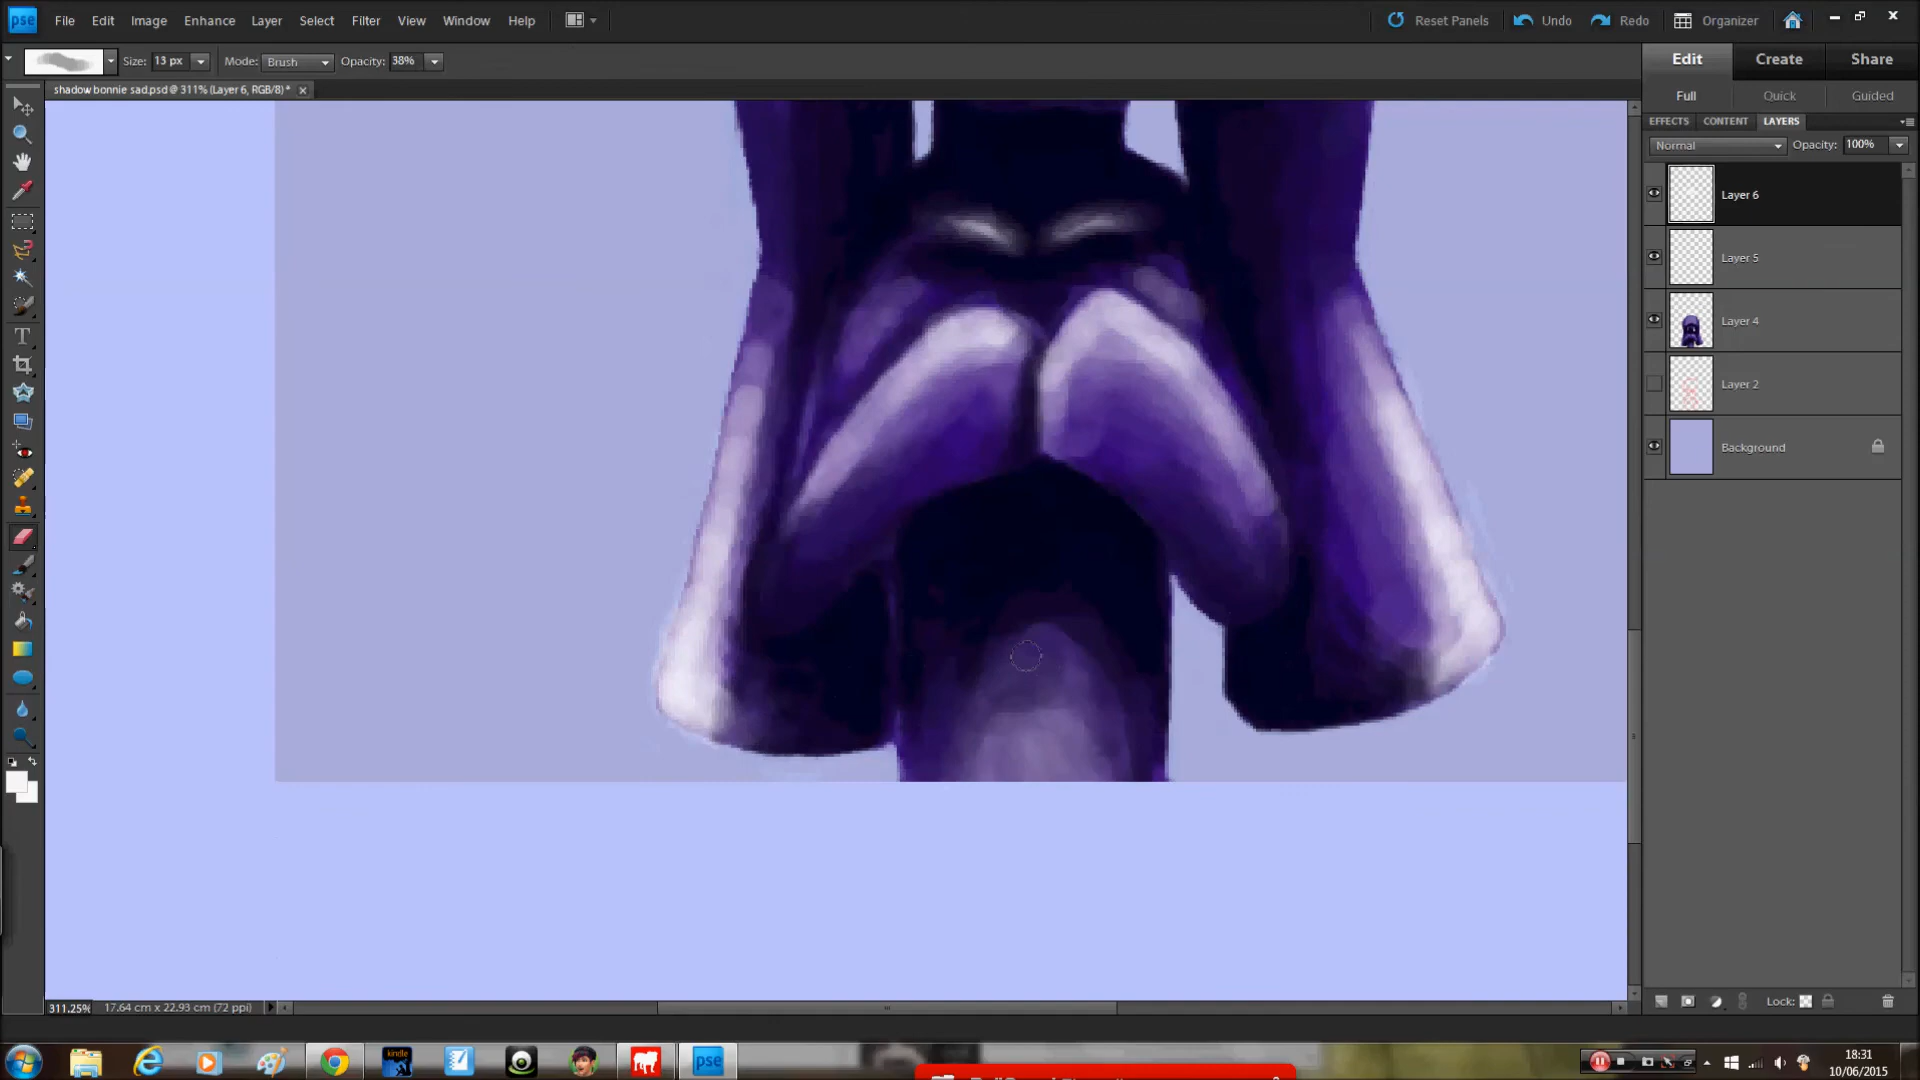 pse File Edit Image Enhance Layer Select Filter View Window Help Reset Panels Undo Redo Organizer
Size: 13 px Mode: Brush Opacity: 38%
Edit Create Share
shadow bonnie sad.psd @ 311% (Layer 6, RGB/8) *
Full Quick Guided
EFFECTS CONTENT LAYERS
Normal Opacity: 100%
Layer 6
Layer 5
Layer 4
Layer 2
Background
T
311.25% 17.64 cm x 22.93 cm (72 ppi)
Lock:
kindle
pse
18:31
10/06/2015